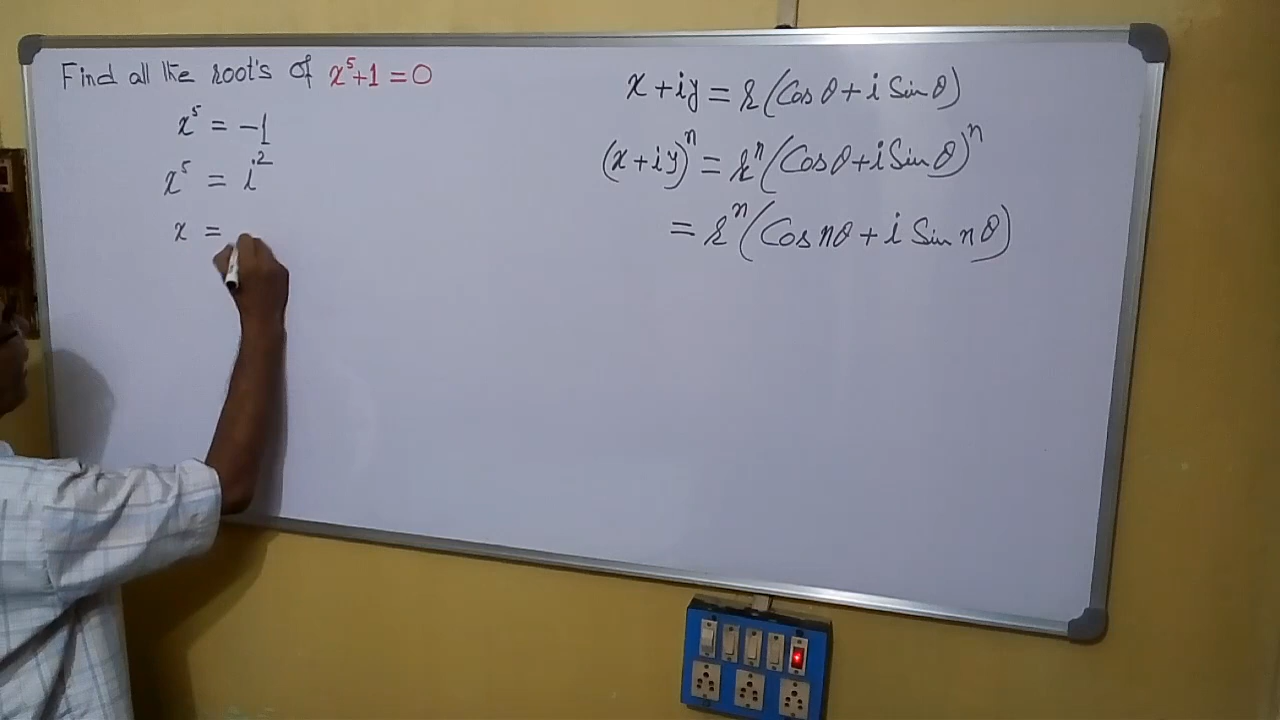 Find all the root's of x⁵+1=0
x⁵ = -1
x⁵ = i²
x =
x+iy = r(Cos θ + i Sin θ)
(x+iy)ⁿ = rⁿ(Cos θ + i Sin θ)ⁿ
= rⁿ(Cos nθ + i Sin nθ)